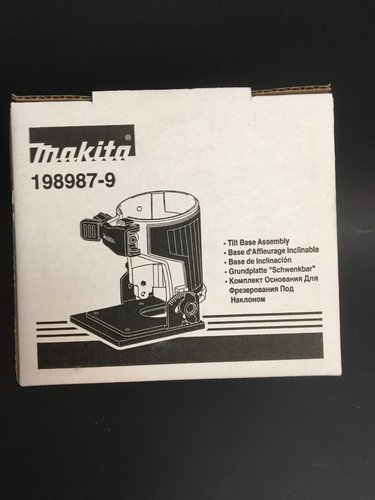 makita®
198987-9
• Tilt Base Assembly
• Base d'Affleurage Inclinable
• Base de Inclinación
• Grundplatte "Schwenkbar"
• Комплект Основания Для
Фрезерования Под
Наклоном